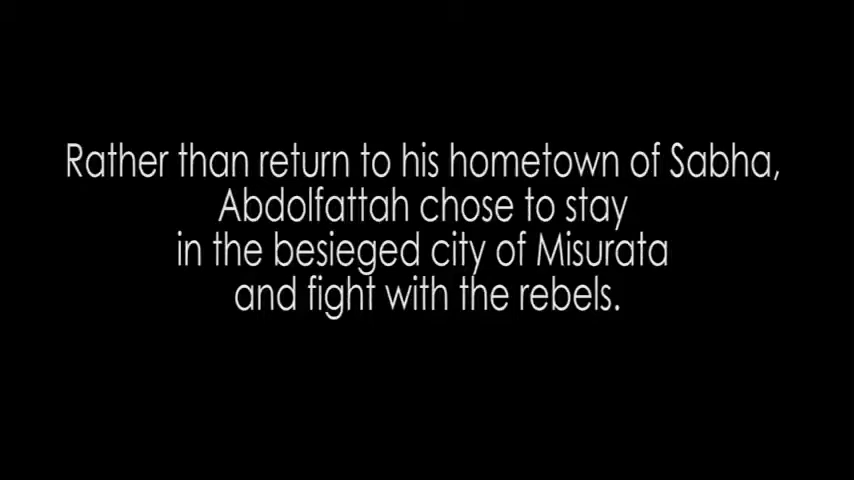 Rather than return to his hometown of Sabha,
Abdolfattah chose to stay
in the besieged city of Misurata
and fight with the rebels.